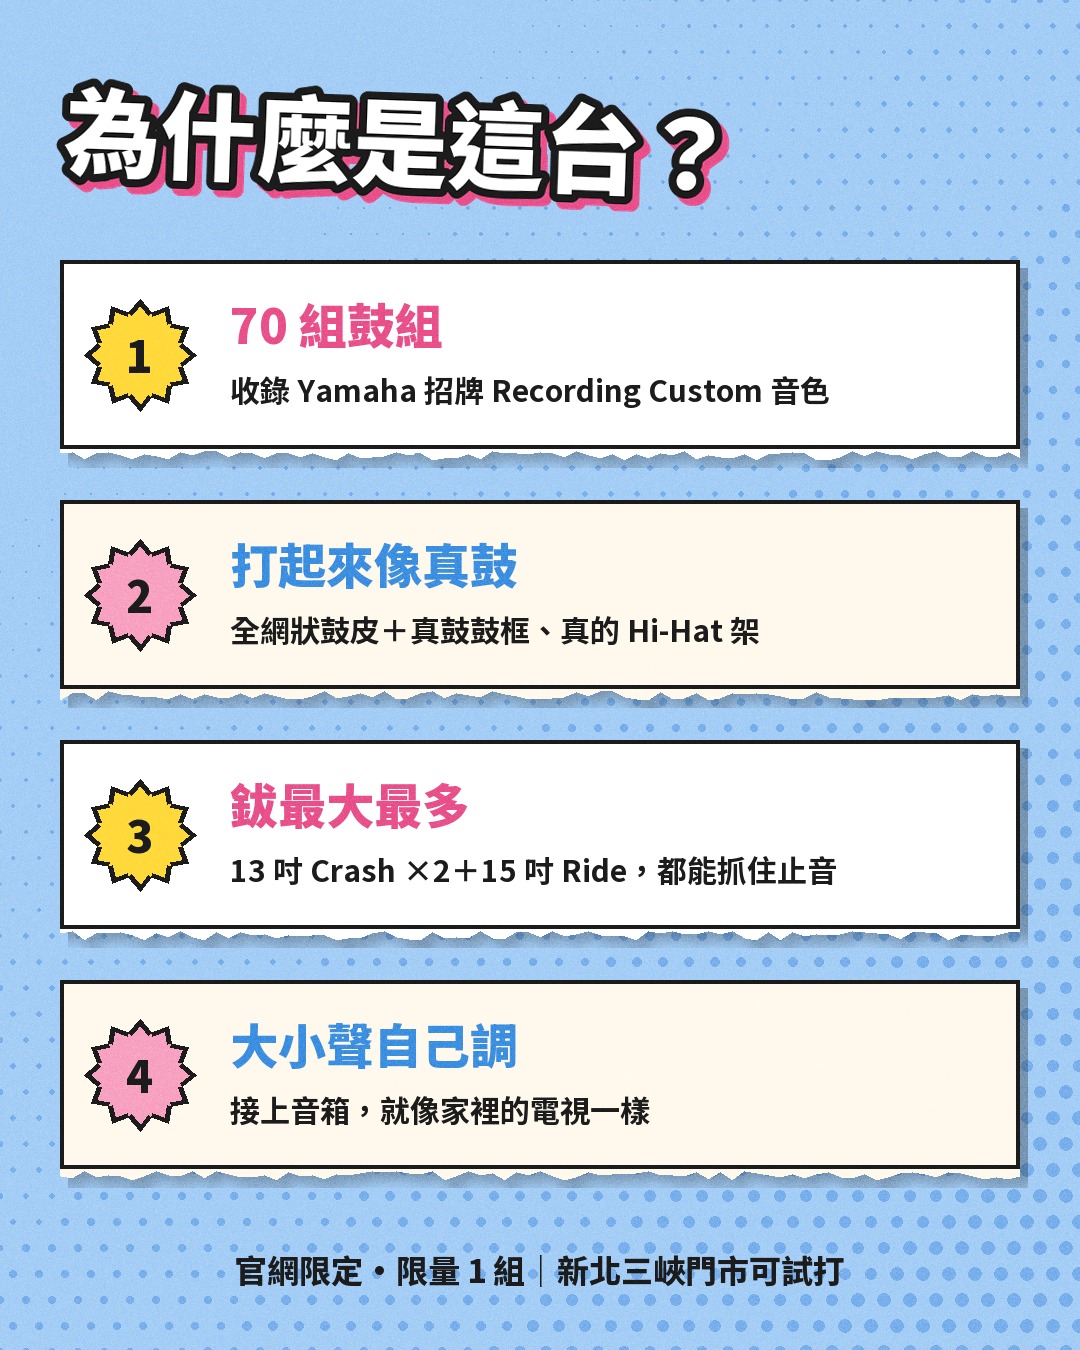 為什麼是這台？
1
70 組鼓組
收錄 Yamaha 招牌 Recording Custom 音色
2
打起來像真鼓
全網狀鼓皮＋真鼓鼓框、真的 Hi-Hat 架
3
鈸最大最多
13 吋 Crash ×2＋15 吋 Ride，都能抓住止音
4
大小聲自己調
接上音箱，就像家裡的電視一樣
官網限定・限量 1 組｜新北三峽門市可試打